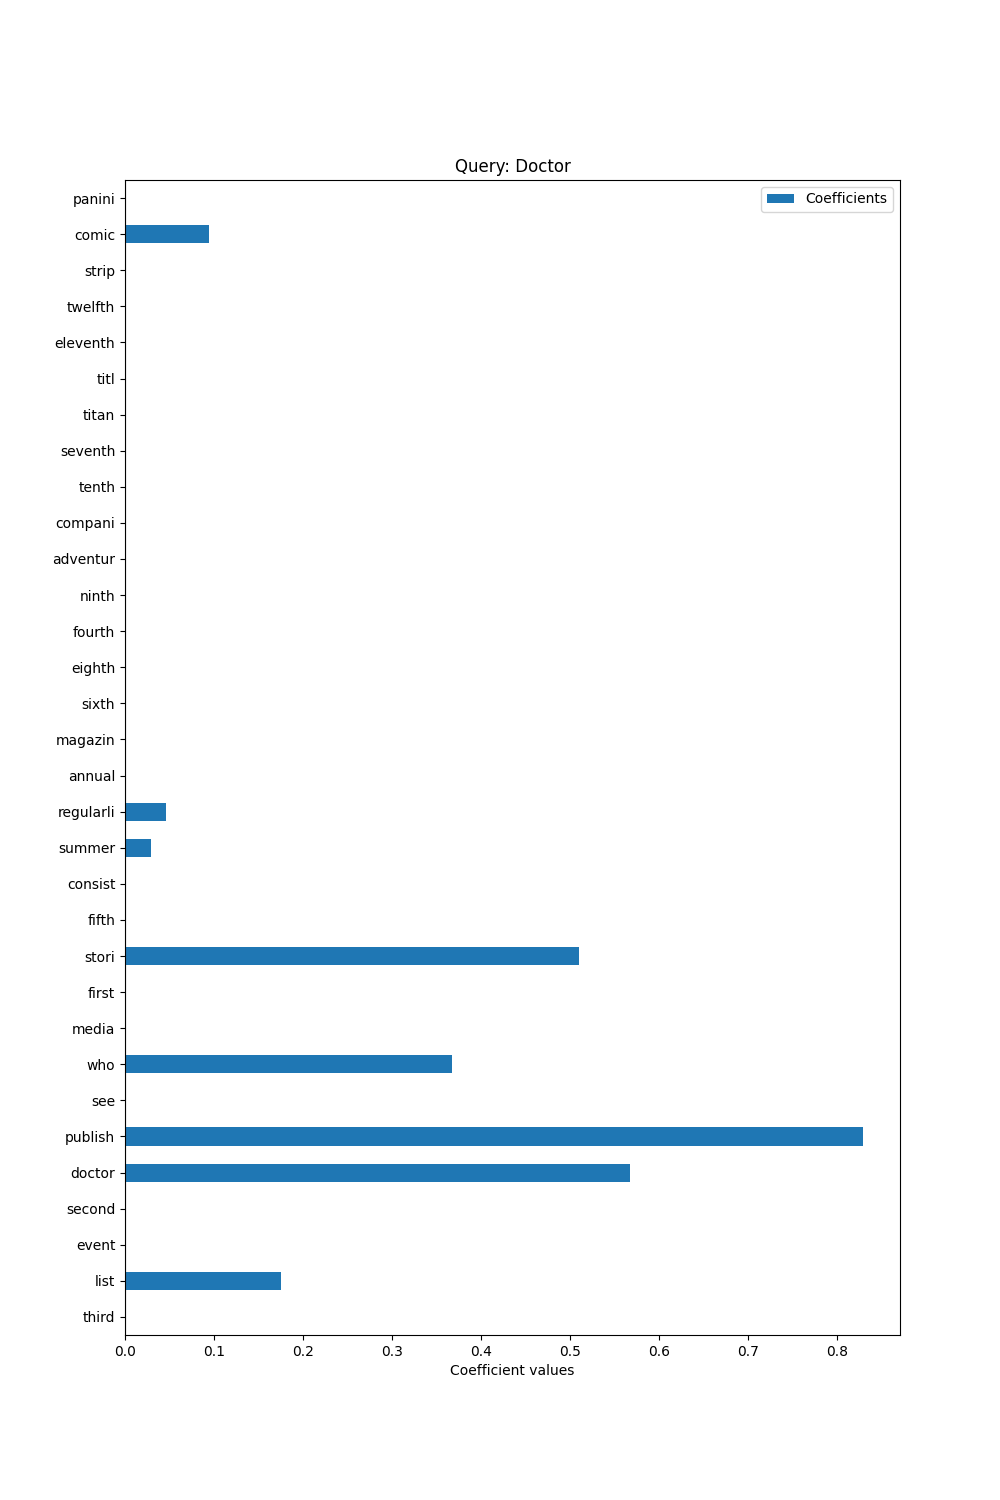 Query: Doctor
Coefficients
panini
comic
strip
twelfth
eleventh
titl
titan
seventh
tenth
compani
adventur
ninth
fourth
eighth
sixth
magazin
annual
regularli
summer
consist
fifth
stori
first
media
who
see
publish
doctor
second
event
list
third
0.0 0.1 0.2 0.3 0.4 0.5 0.6 0.7 0.8
Coefficient values